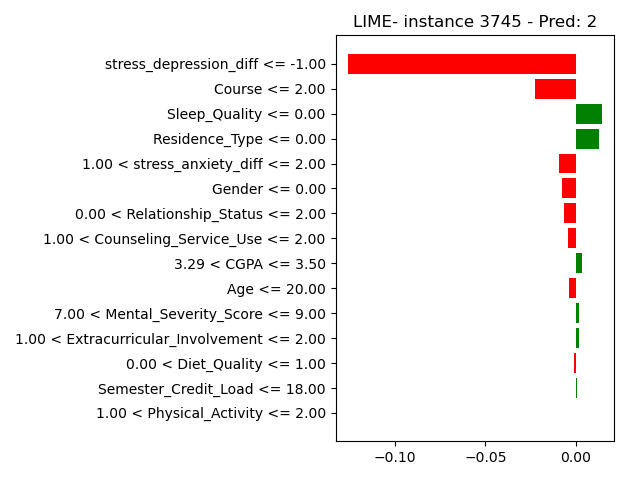 LIME- instance 3745 - Pred: 2
stress_depression_diff <= -1.00
Course <= 2.00
Sleep_Quality <= 0.00
Residence_Type <= 0.00
1.00 < stress_anxiety_diff <= 2.00
Gender <= 0.00
0.00 < Relationship_Status <= 2.00
1.00 < Counseling_Service_Use <= 2.00
3.29 < CGPA <= 3.50
Age <= 20.00
7.00 < Mental_Severity_Score <= 9.00
1.00 < Extracurricular_Involvement <= 2.00
0.00 < Diet_Quality <= 1.00
Semester_Credit_Load <= 18.00
1.00 < Physical_Activity <= 2.00
−0.10 −0.05 0.00